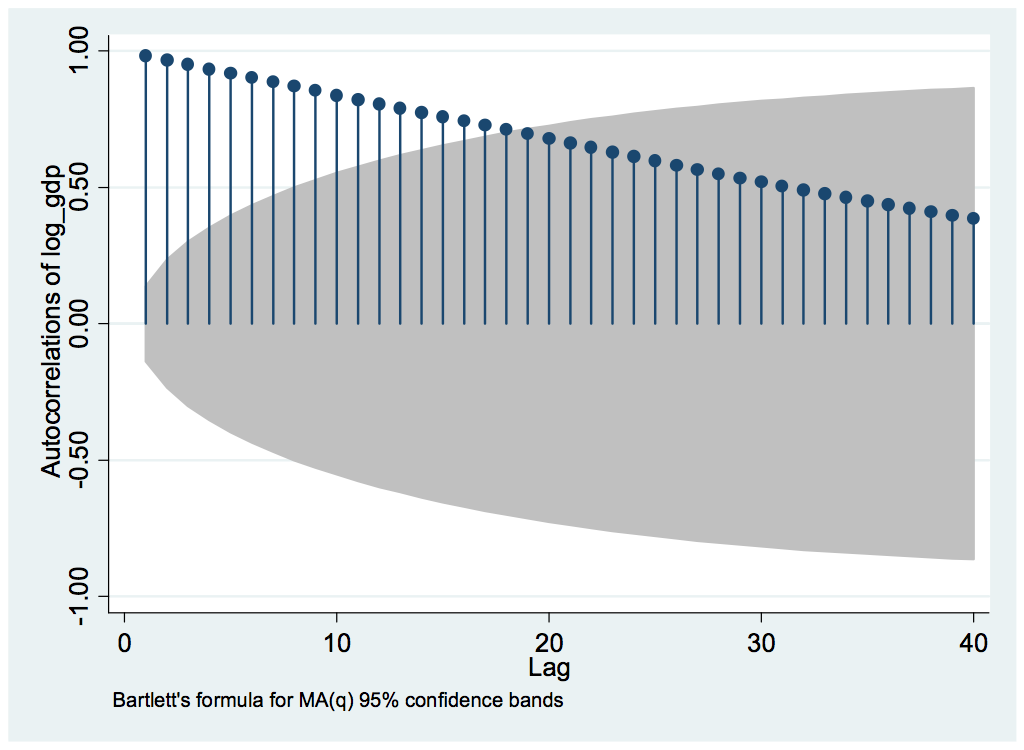 Autocorrelations of log_gdp
1.00
0.50
0.00
-0.50
-1.00
0 10 20 30 40
Lag
Bartlett's formula for MA(q) 95% confidence bands